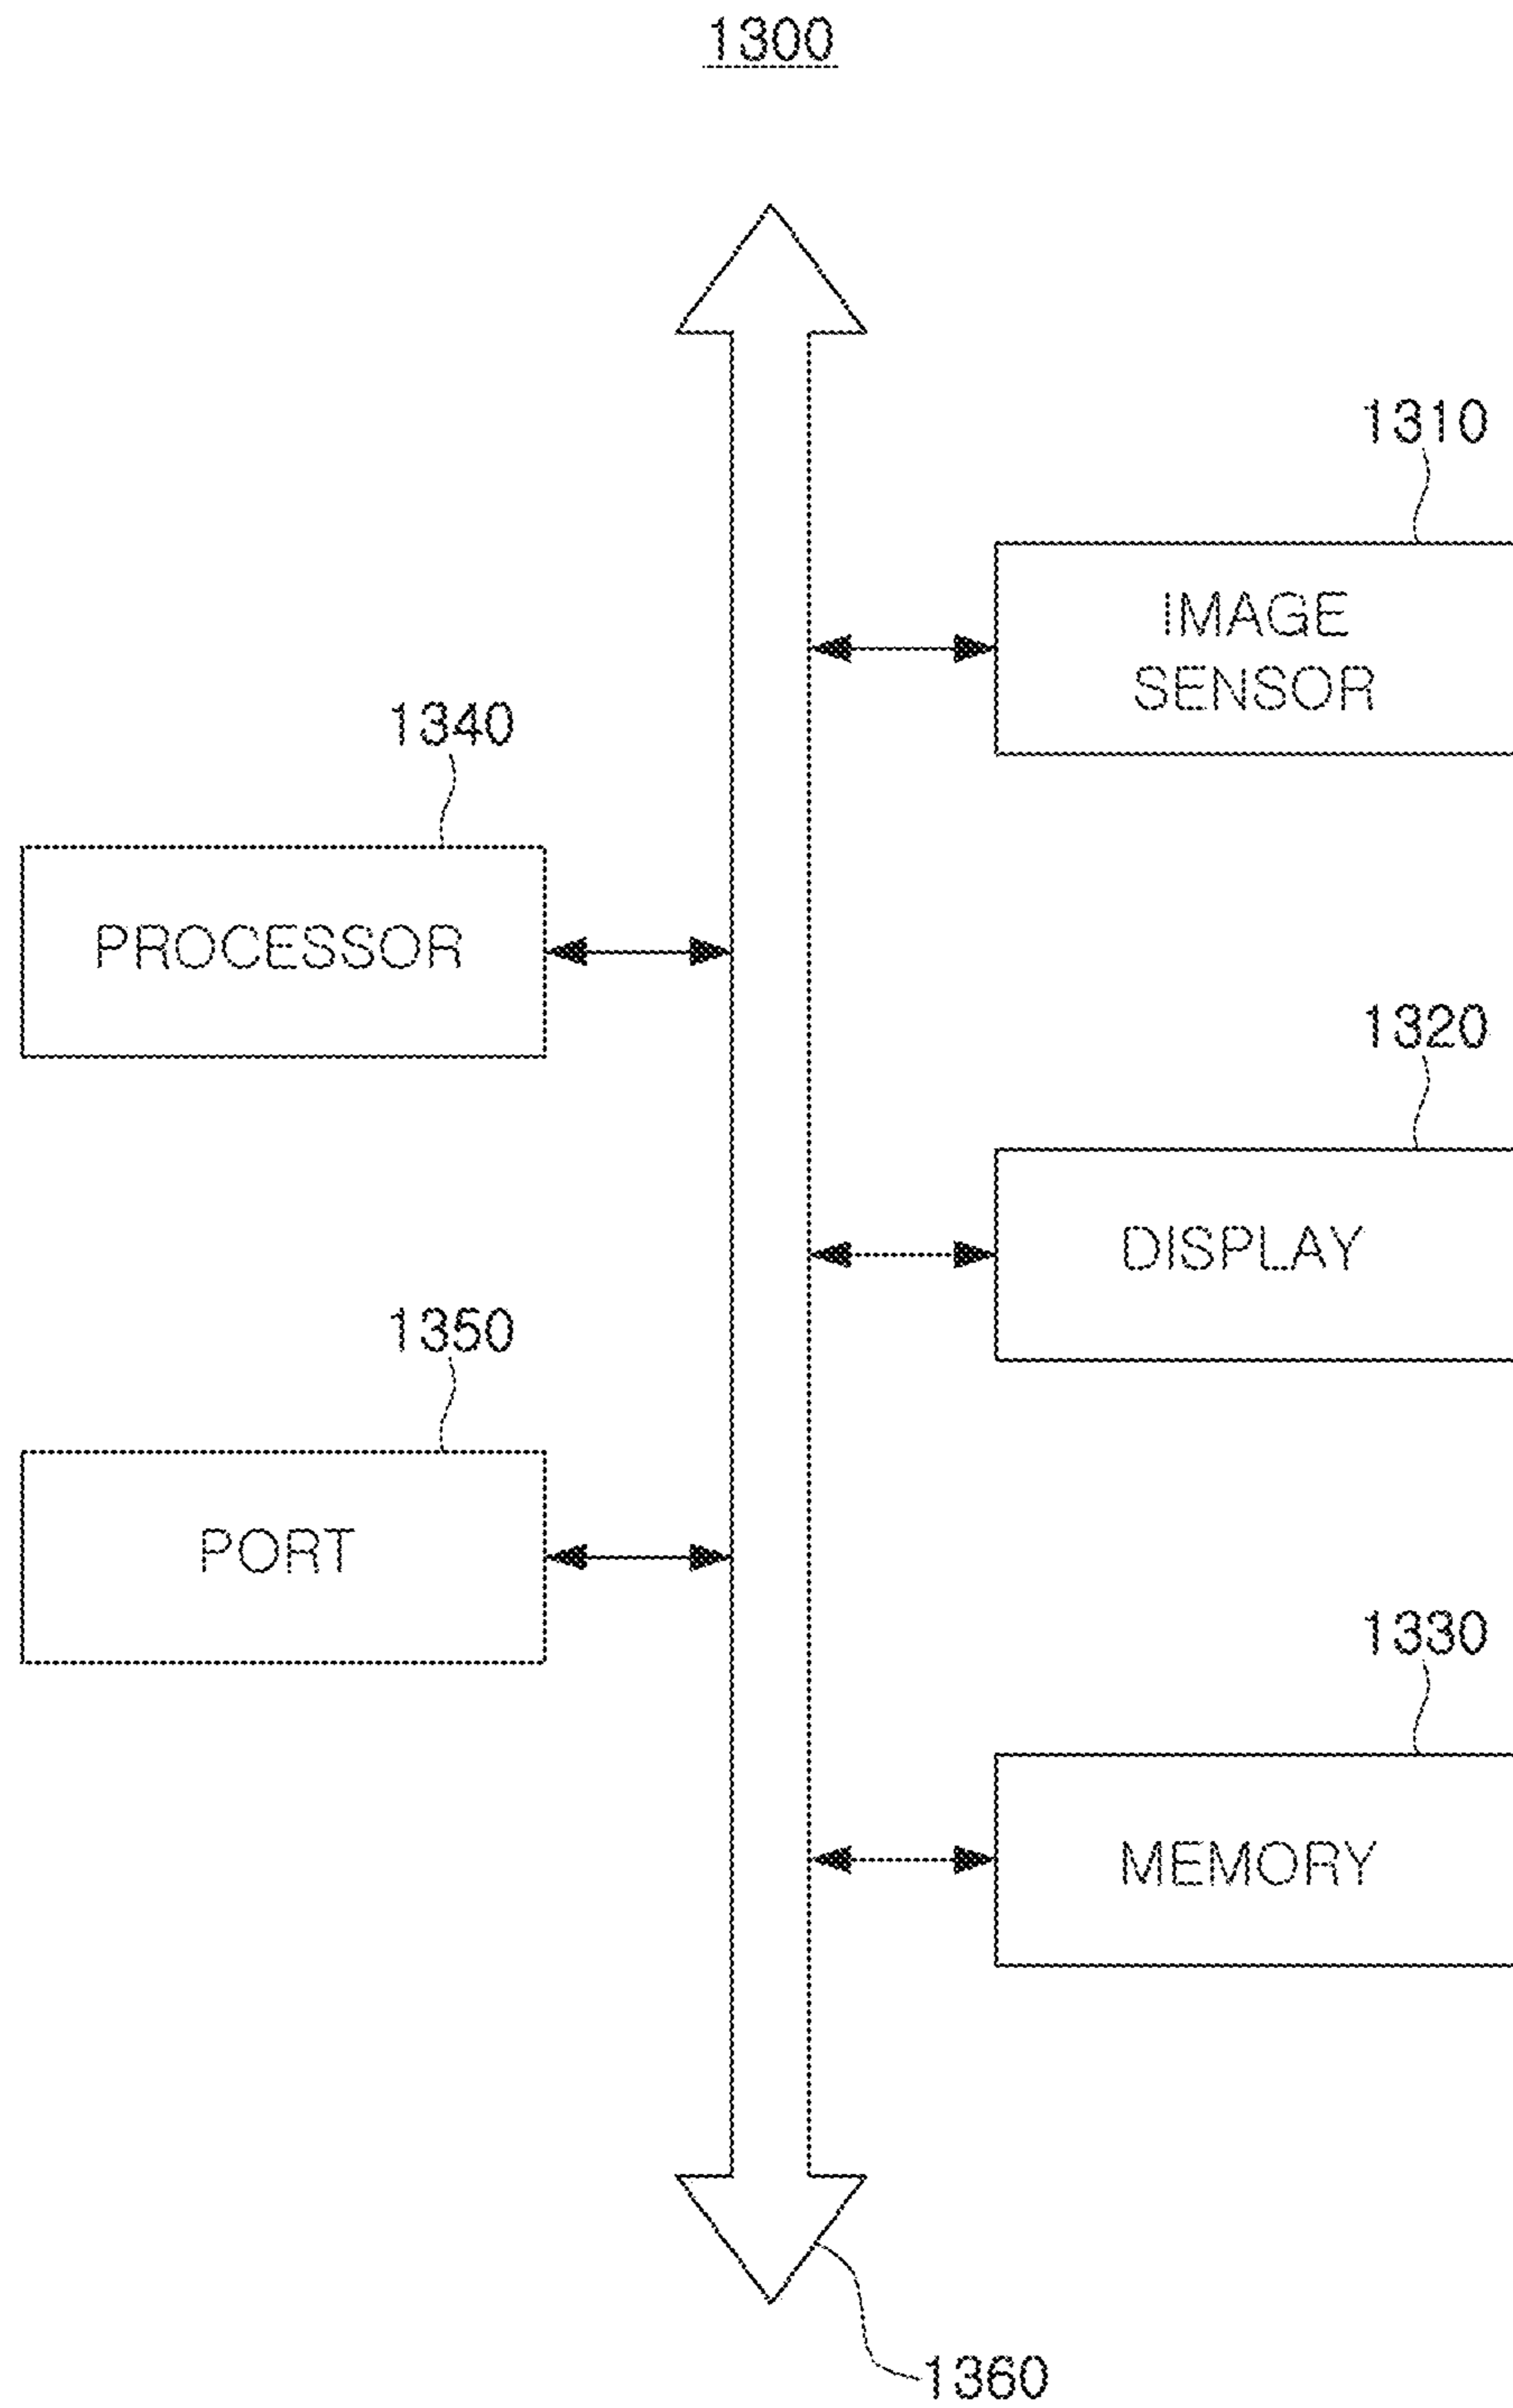 1300
1310
IMAGE
SENSOR
1340
PROCESSOR
1320
DISPLAY
1350
PORT
1330
MEMORY
1360